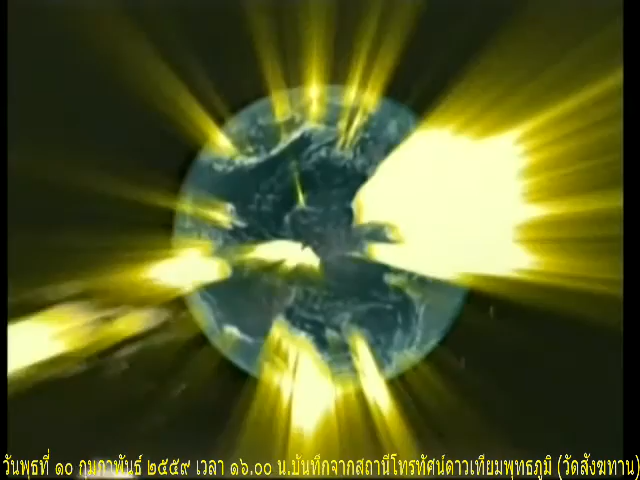 วันพุธที่ ๑๐ กุมภาพันธ์ ๒๕๕๙ เวลา ๑๖.๐๐ น.บันทึกจากสถานีโทรทัศน์ดาวเทียมพุทธภูมิ (วัดสังฆทาน)